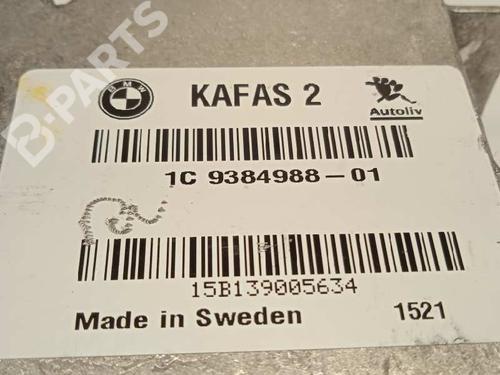 B-PARTS
BMW
KAFAS 2
Autoliv
1C 9384988-01
15B139005634
Made in Sweden 1521